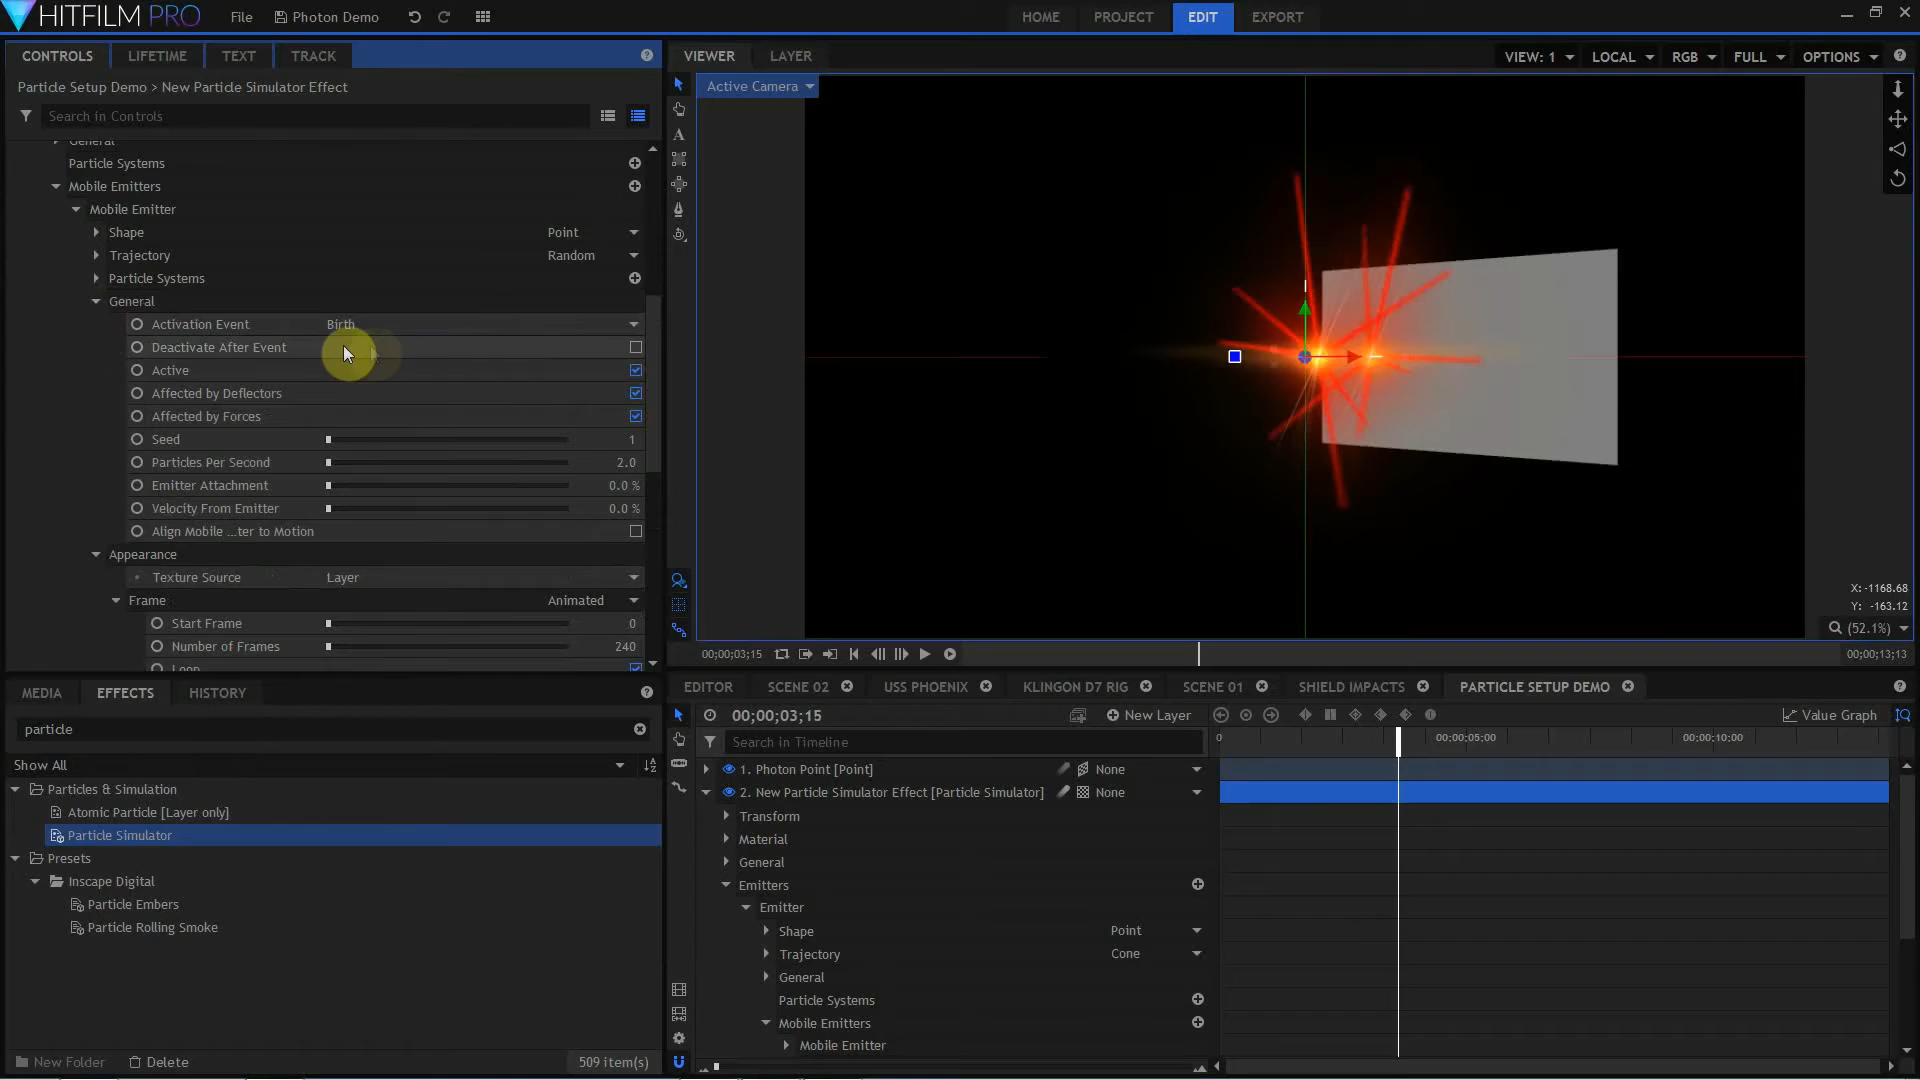 HITFILM PRO
File
Photon Demo
HOME
PROJECT
EDIT
EXPORT
CONTROLS
LIFETIME
TEXT
TRACK
Particle Setup Demo > New Particle Simulator Effect
Search in Controls
General
Particle Systems
Mobile Emitters
Mobile Emitter
Shape Point
Trajectory Random
Particle Systems
General
Activation Event Birth
Deactivate After Event
Active
Affected by Deflectors
Affected by Forces
Seed 1
Particles Per Second 2.0
Emitter Attachment 0.0 %
Velocity From Emitter 0.0 %
Align Mobile ...ter to Motion
Appearance
Texture Source Layer
Frame Animated
Start Frame 0
Number of Frames 240
Loop
VIEWER
LAYER
VIEW: 1
LOCAL
RGB
FULL
OPTIONS
Active Camera
X: -1168.68
Y: -163.12
(52.1%)
00;00;03;15
00;00;13;13
MEDIA
EFFECTS
HISTORY
particle
Show All
Particles & Simulation
Atomic Particle [Layer only]
Particle Simulator
Presets
Inscape Digital
Particle Embers
Particle Rolling Smoke
New Folder
Delete
509 item(s)
EDITOR
SCENE 02
USS PHOENIX
KLINGON D7 RIG
SCENE 01
SHIELD IMPACTS
PARTICLE SETUP DEMO
00;00;03;15
New Layer
Value Graph
Search in Timeline
0
00;00;05;00
00;00;10;00
1. Photon Point [Point] None
2. New Particle Simulator Effect [Particle Simulator] None
Transform
Material
General
Emitters
Emitter
Shape Point
Trajectory Cone
General
Particle Systems
Mobile Emitters
Mobile Emitter